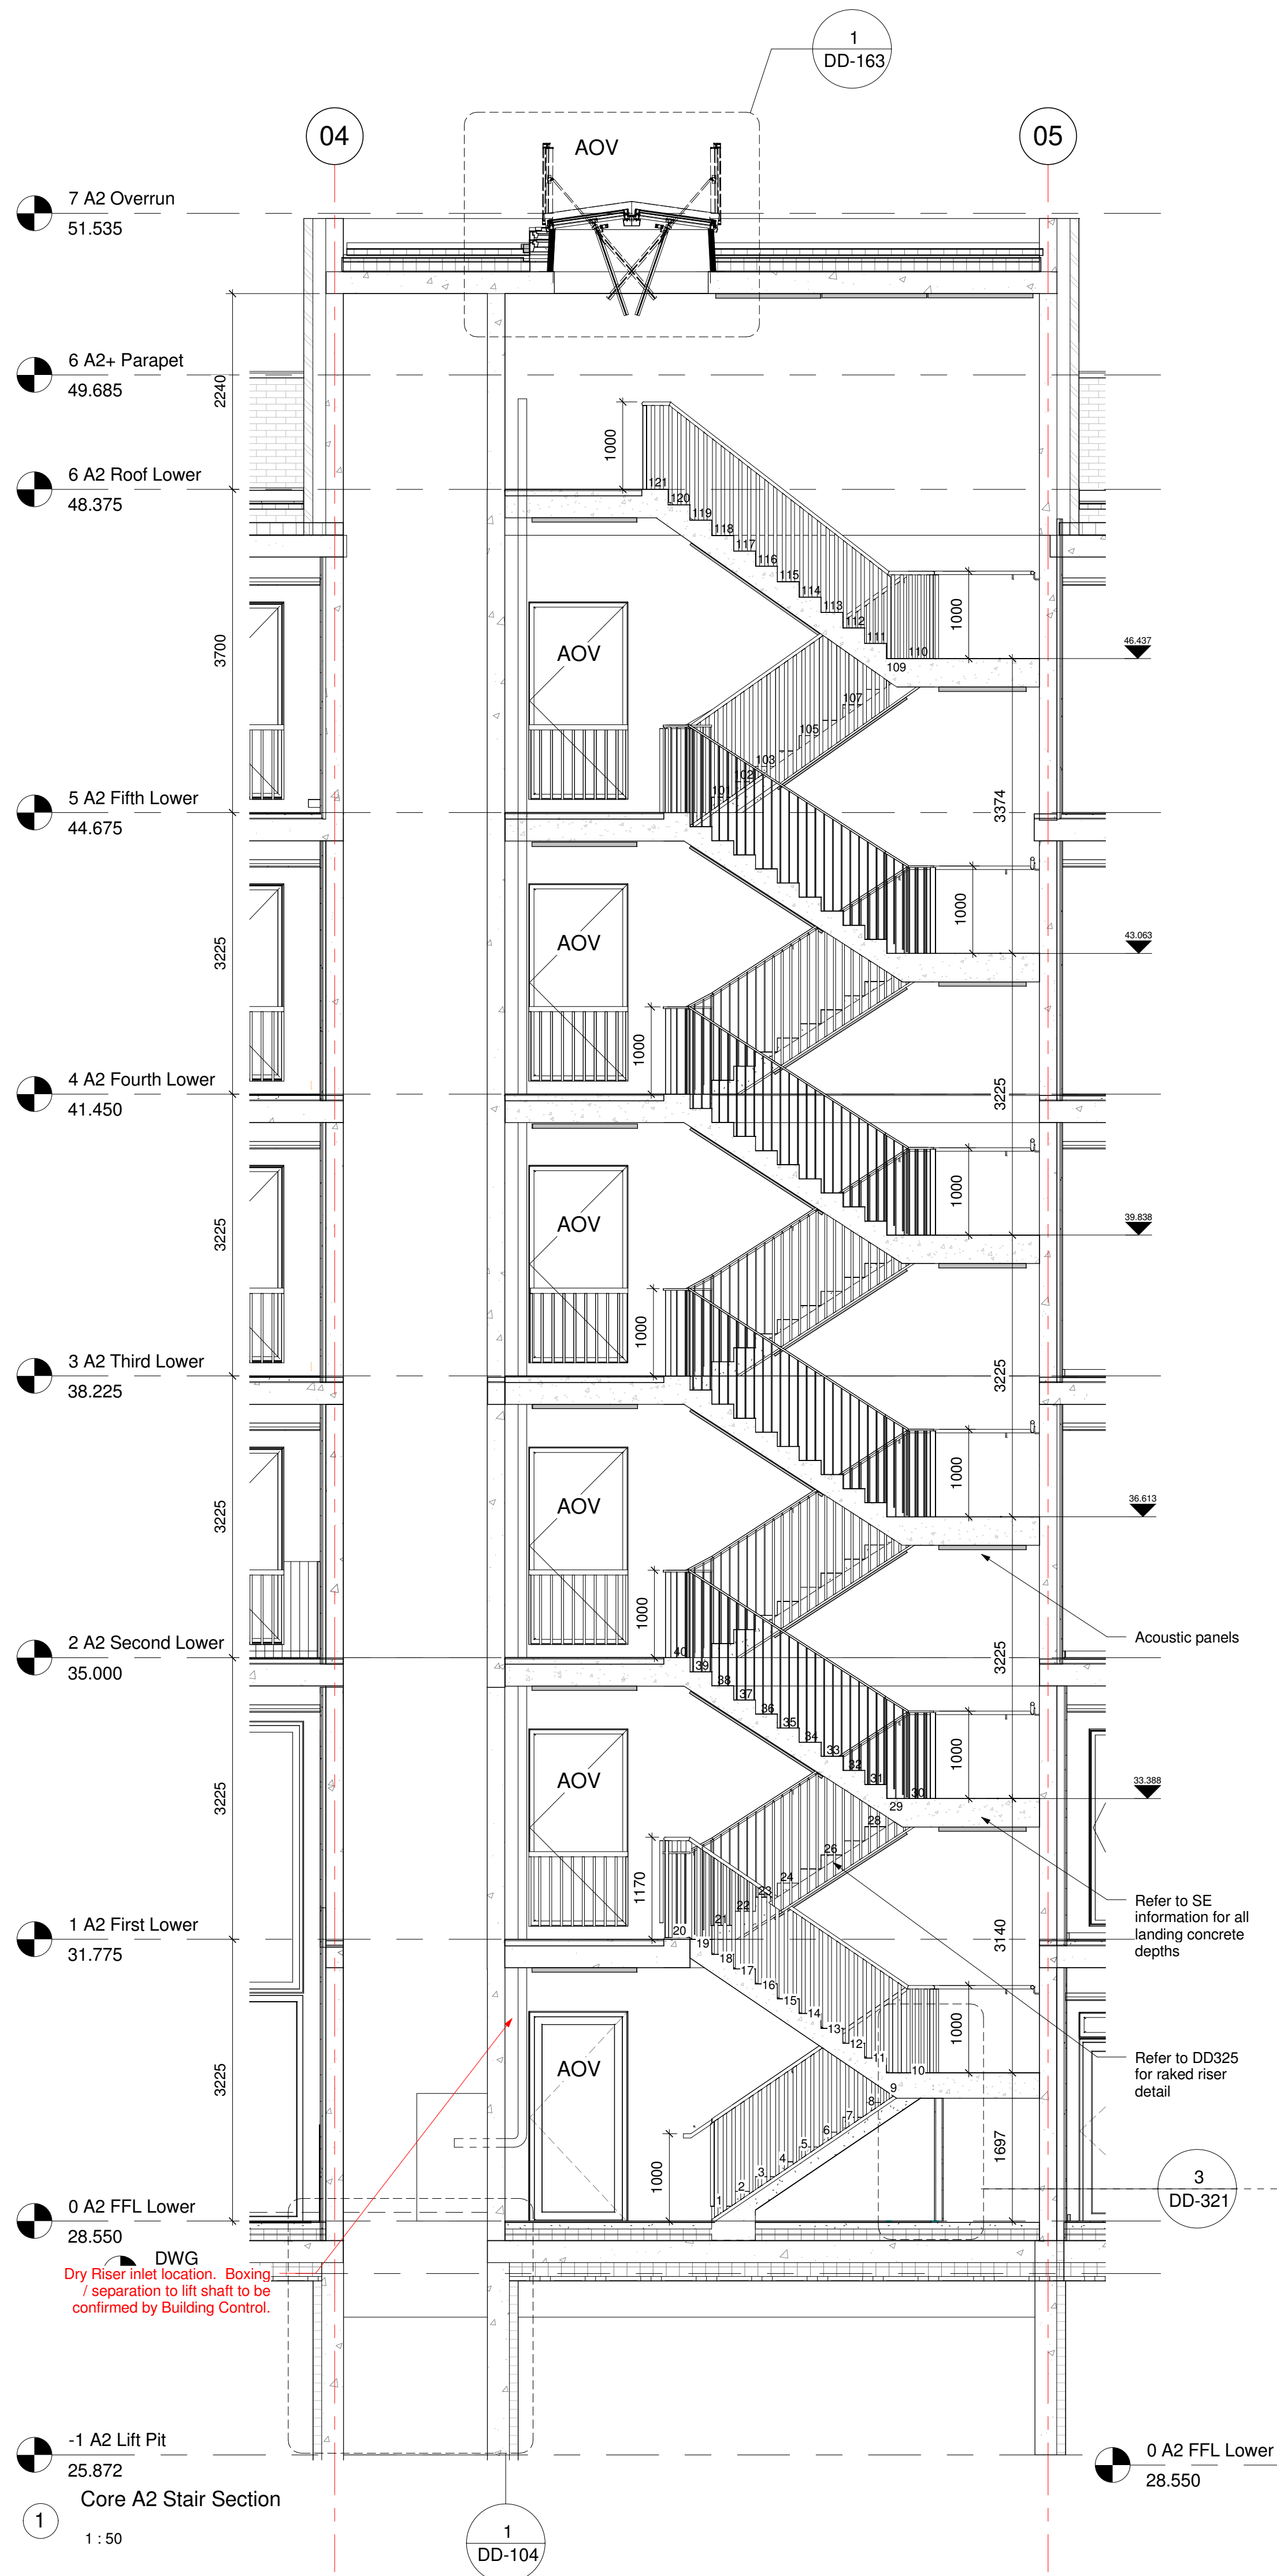 1
DD-163
04
AOV
05
7 A2 Overrun
51.535
6 A2+ Parapet
49.685
2240
1000
6 A2 Roof Lower
48.375
121
120
119
118
117
116
115
114
113
112
111
110
109
1000
46.437
3700
AOV
107
105
103
102
101
3374
5 A2 Fifth Lower
44.675
1000
43.063
3225
AOV
1000
4 A2 Fourth Lower
41.450
3225
1000
39.838
3225
AOV
1000
3 A2 Third Lower
38.225
3225
1000
36.613
3225
AOV
1000
Acoustic panels
2 A2 Second Lower
35.000
3225
40
39
38
37
36
35
34
33
32
31
30
29
1000
33.388
3225
AOV
28
26
24
23
22
21
1170
Refer to SE
information for all
landing concrete
depths
1 A2 First Lower
31.775
3140
20
19
18
17
16
15
14
13
12
11
10
9
1000
Refer to DD325
for raked riser
detail
3225
AOV
8
7
6
5
4
3
2
1
1000
1697
3
DD-321
0 A2 FFL Lower
28.550
DWG
Dry Riser inlet location. Boxing
/ separation to lift shaft to be
confirmed by Building Control.
-1 A2 Lift Pit
25.872
0 A2 FFL Lower
28.550
1
Core A2 Stair Section
1 : 50
1
DD-104